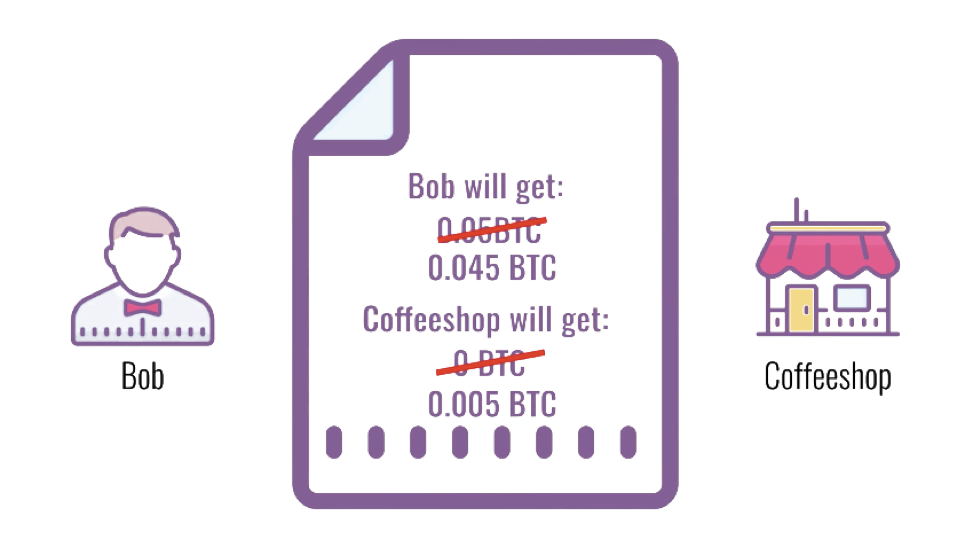 Bob will get:
0.05BTC
0.045 BTC
Coffeeshop will get:
0 BTC
0.005 BTC
Bob
Coffeeshop